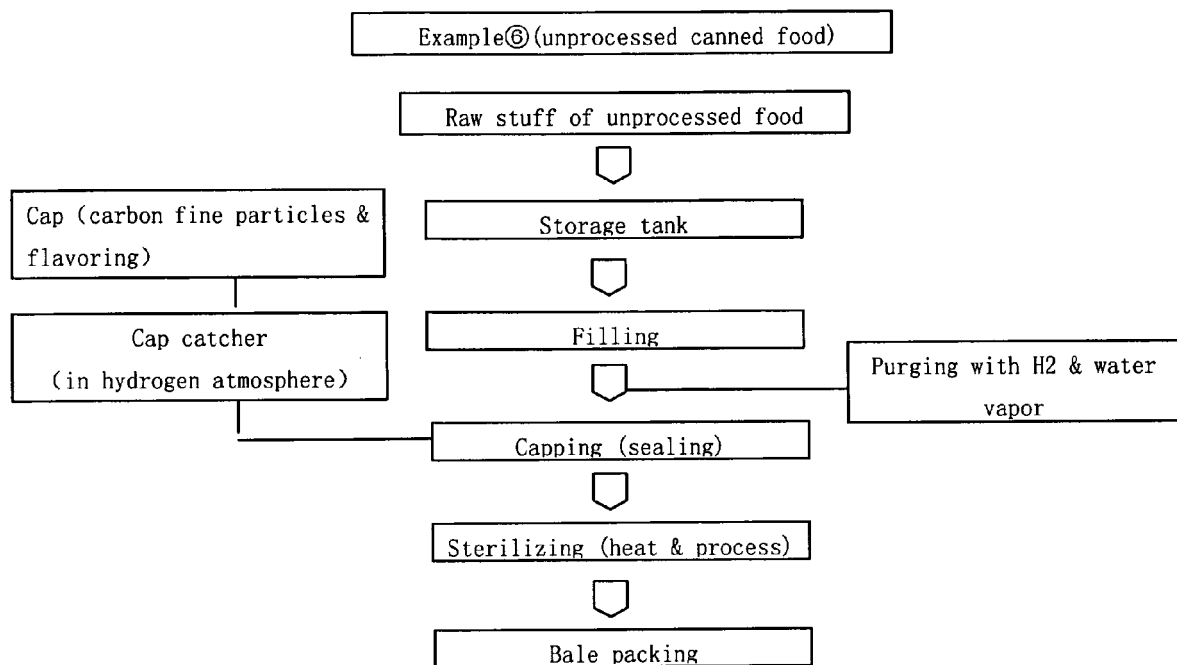 Example⑥(unprocessed canned food)
Raw stuff of unprocessed food
Cap (carbon fine particles &
flavoring)
Storage tank
Cap catcher
(in hydrogen atmosphere)
Filling
Purging with H2 & water
vapor
Capping (sealing)
Sterilizing (heat & process)
Bale packing